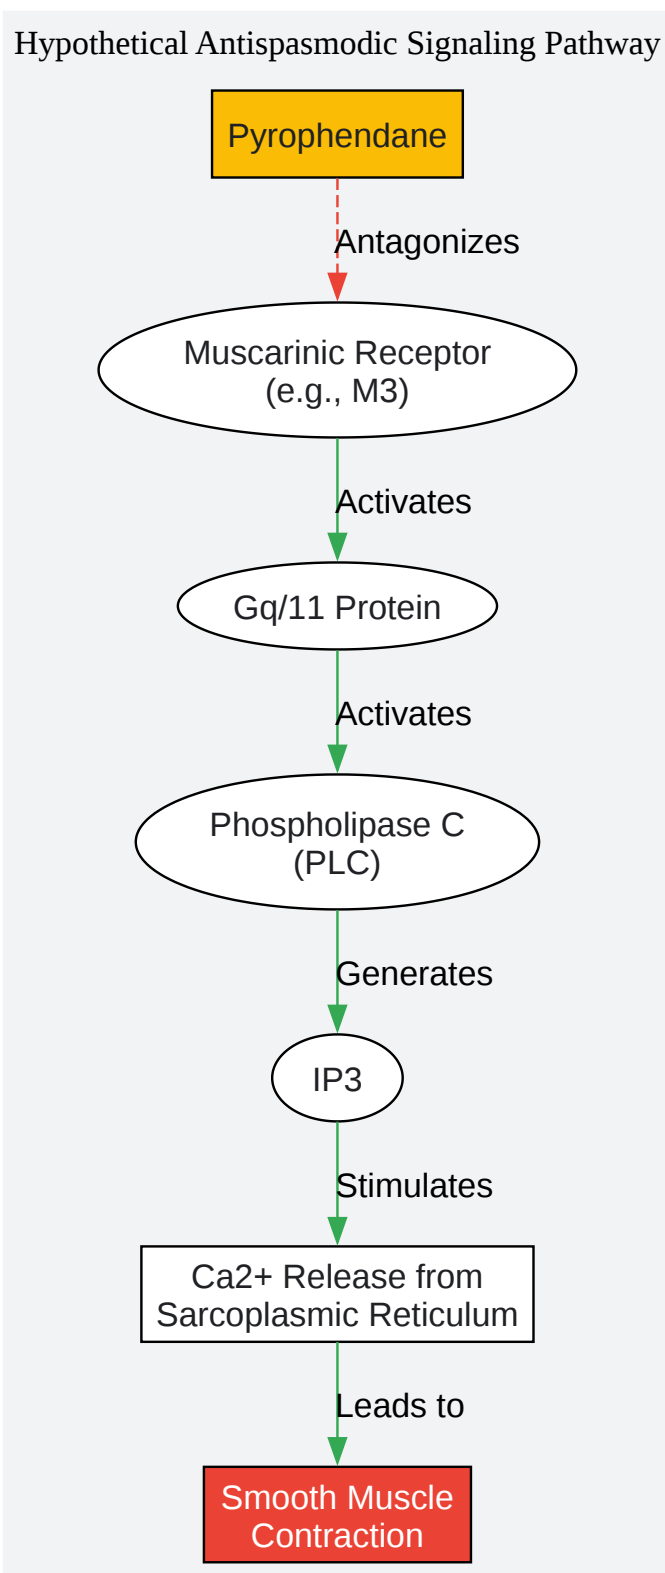 Hypothetical Antispasmodic Signaling Pathway
Pyrophendane
Antagonizes
Muscarinic Receptor
(e.g., M3)
Activates
Gq/11 Protein
Activates
Phospholipase C
(PLC)
Generates
IP3
Stimulates
Ca2+ Release from
Sarcoplasmic Reticulum
Leads to
Smooth Muscle
Contraction